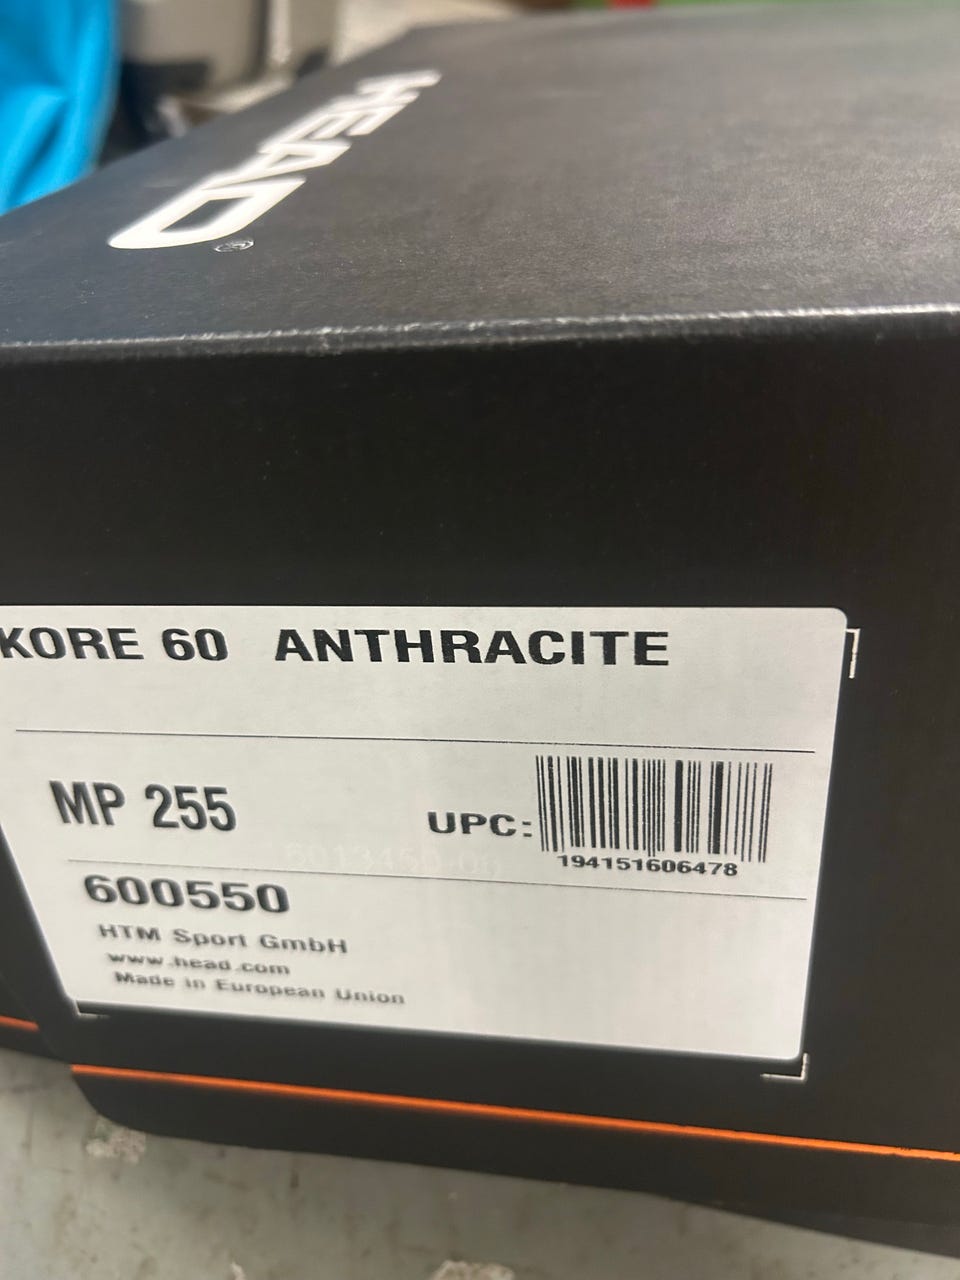 HEAD®
KORE 60 ANTHRACITE
MP 255
UPC:
194151606478
600550
HTM Sport GmbH
www.head.com
Made in European Union